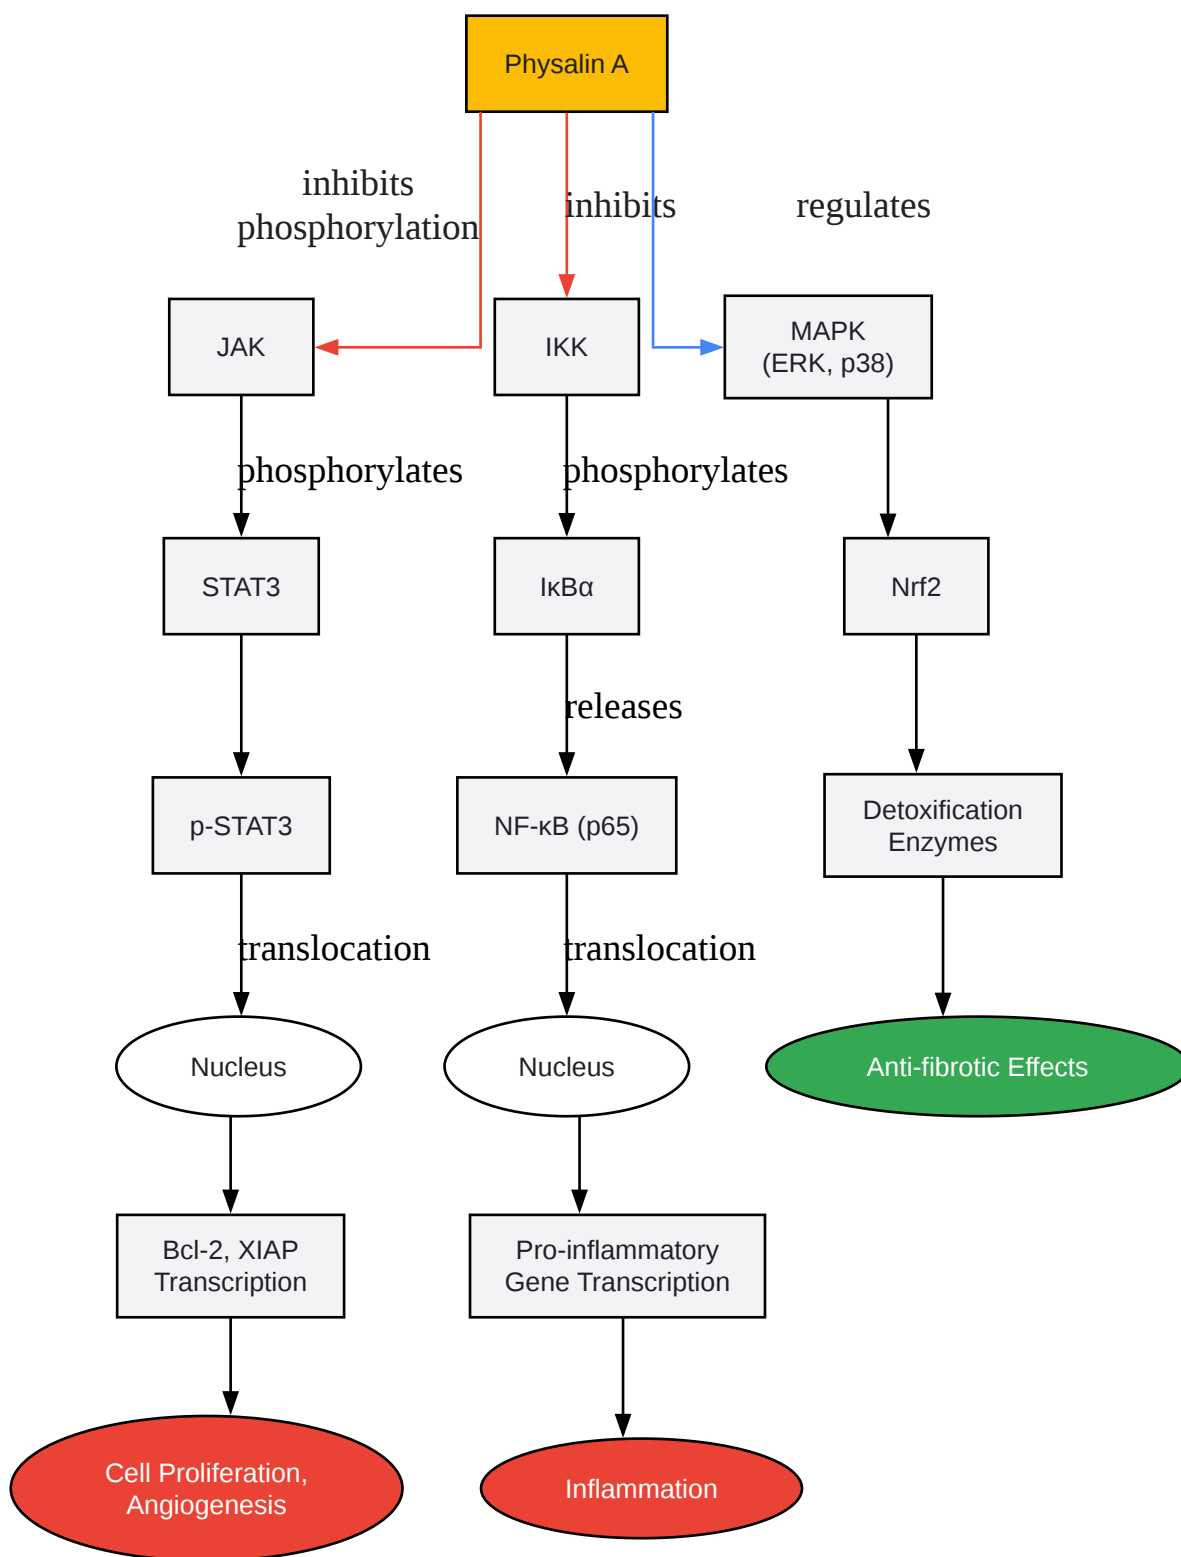 Physalin A
inhibits
phosphorylation
inhibits
regulates
JAK
IKK
MAPK
(ERK, p38)
phosphorylates
phosphorylates
STAT3
IκBα
Nrf2
releases
p-STAT3
NF-κB (p65)
Detoxification
Enzymes
translocation
translocation
Nucleus
Nucleus
Anti-fibrotic Effects
Bcl-2, XIAP
Transcription
Pro-inflammatory
Gene Transcription
Cell Proliferation,
Angiogenesis
Inflammation